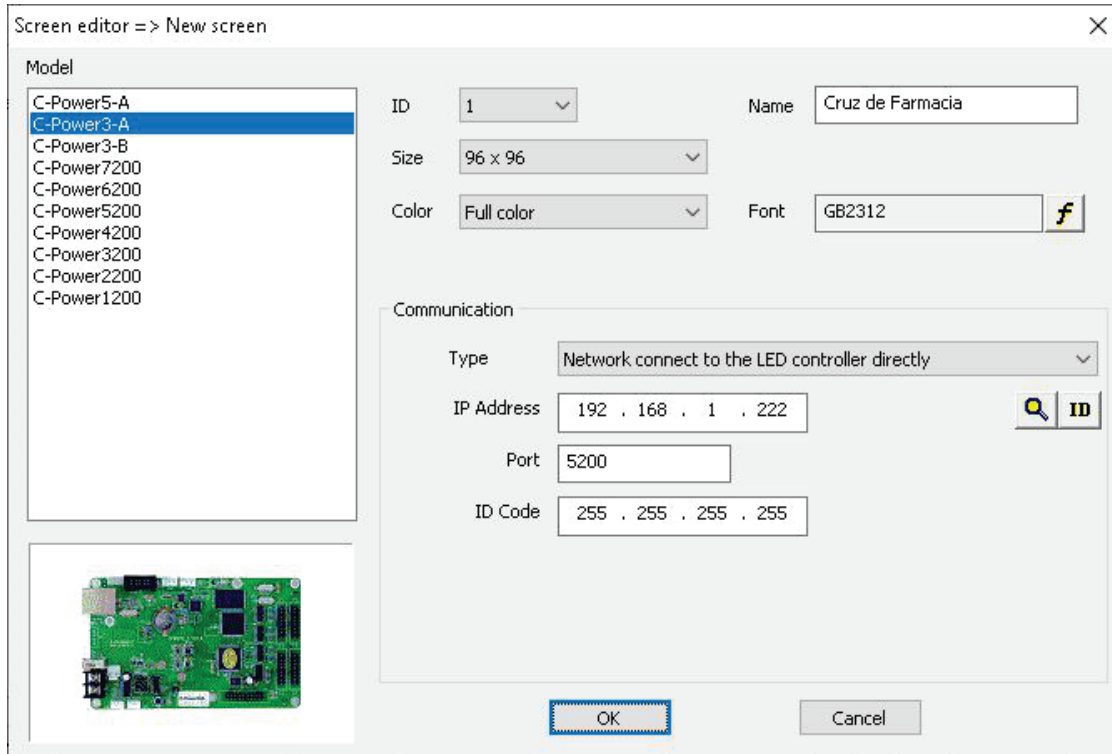 Screen editor => New screen
Model
C-Power5-A
C-Power3-A
C-Power3-B
C-Power7200
C-Power6200
C-Power5200
C-Power4200
C-Power3200
C-Power2200
C-Power1200
ID 1 Name Cruz de Farmacia
Size 96 x 96
Color Full color Font GB2312 f
Communication
Type Network connect to the LED controller directly
IP Address 192 . 168 . 1 . 222 ID
Port 5200
ID Code 255 . 255 . 255 . 255
OK Cancel